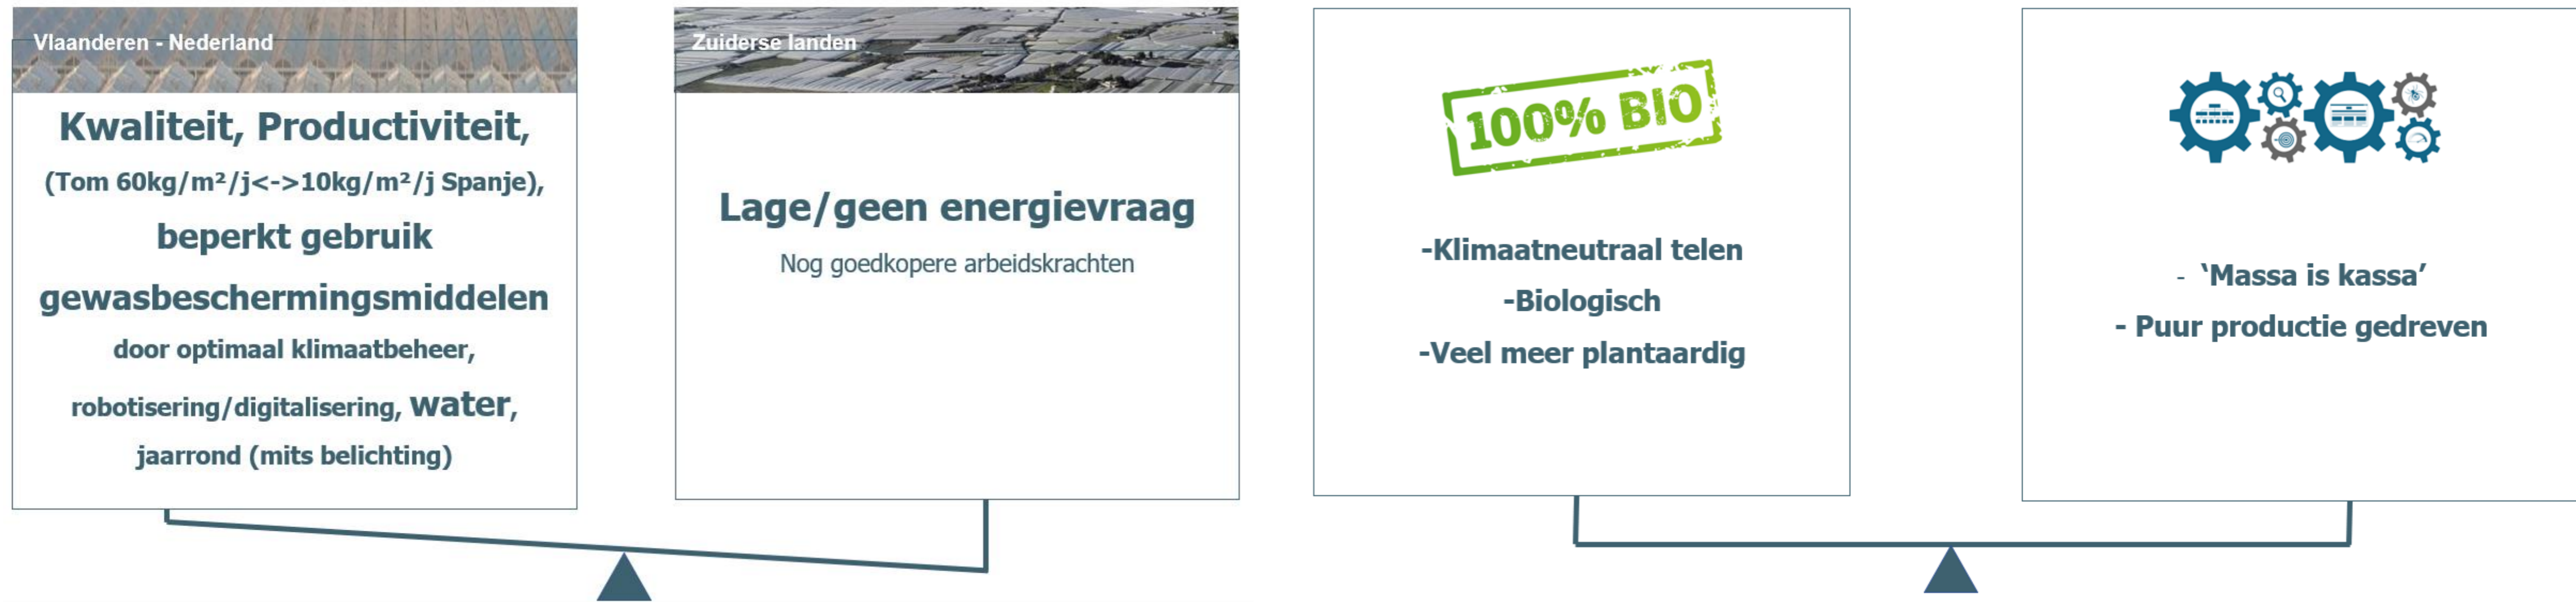 Vlaanderen - Nederland
Kwaliteit, Productiviteit,
(Tom 60kg/m²/j<->10kg/m²/j Spanje),
beperkt gebruik
gewasbeschermingsmiddelen
door optimaal klimaatbeheer,
robotisering/digitalisering, water,
jaarrond (mits belichting)
Zuiderse landen
Lage/geen energievraag
Nog goedkopere arbeidskrachten
100% BIO
-Klimaatneutraal telen
-Biologisch
-Veel meer plantaardig
- ‘Massa is kassa’
- Puur productie gedreven